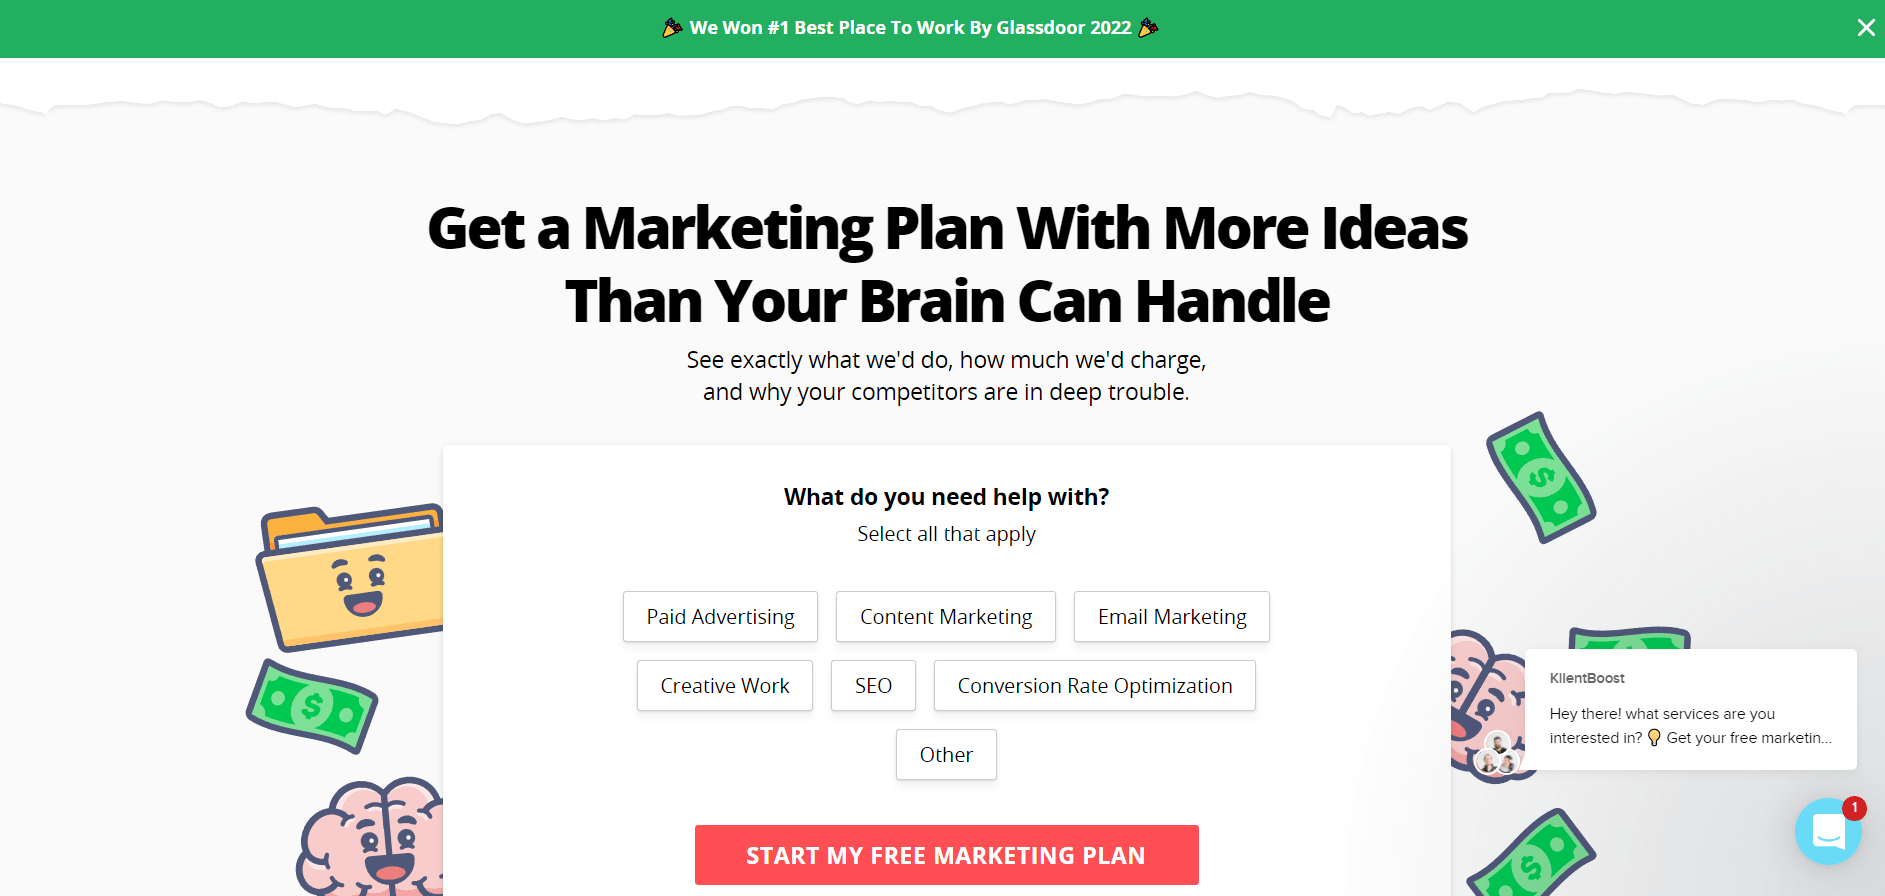 We Won #1 Best Place To Work By Glassdoor 2022
Get a Marketing Plan With More Ideas
Than Your Brain Can Handle
See exactly what we'd do, how much we'd charge,
and why your competitors are in deep trouble.
What do you need help with?
Select all that apply
Paid Advertising
Content Marketing
Email Marketing
Creative Work
SEO
Conversion Rate Optimization
Other
START MY FREE MARKETING PLAN
KlientBoost
Hey there! what services are you
interested in? 💡 Get your free marketin...
1